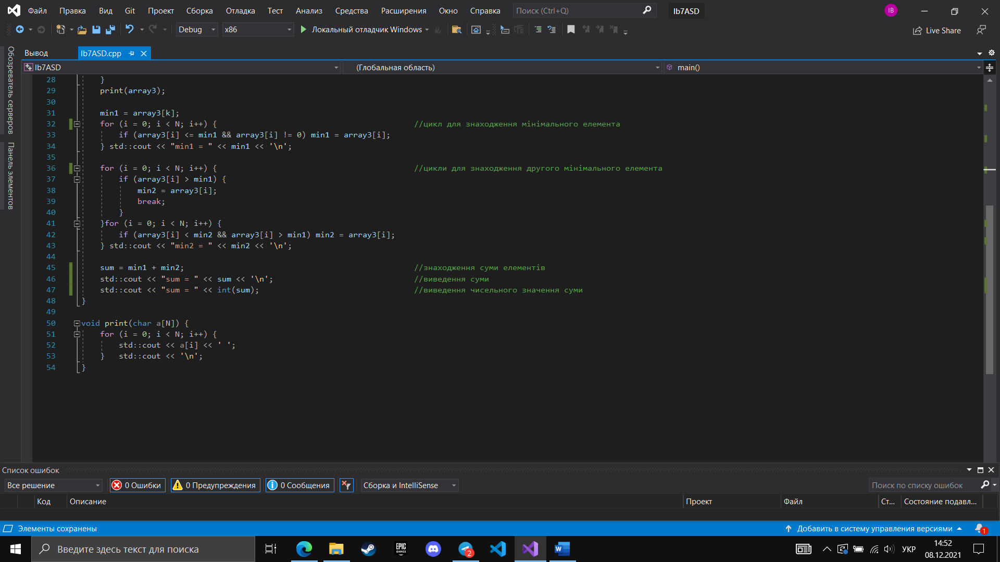 Файл Правка Вид Git Проект Сборка Отладка Тест Анализ Средства Расширения Окно Справка Поиск (Ctrl+Q) lb7ASD IB
Debug x86 Локальный отладчик Windows Live Share
Обозреватель серверов
Панель элементов
Вывод lb7ASD.cpp
lb7ASD (Глобальная область) main()
28 }
29 print(array3);
30
31 min1 = array3[k];
32 for (i = 0; i < N; i++) { //цикл для знаходження мінімального елемента
33 if (array3[i] <= min1 && array3[i] != 0) min1 = array3[i];
34 } std::cout << "min1 = " << min1 << '\n';
35
36 for (i = 0; i < N; i++) { //цикли для знаходження другого мінімального елемента
37 if (array3[i] > min1) {
38 min2 = array3[i];
39 break;
40 }
41 }for (i = 0; i < N; i++) {
42 if (array3[i] < min2 && array3[i] > min1) min2 = array3[i];
43 } std::cout << "min2 = " << min2 << '\n';
44
45 sum = min1 + min2; //знаходження суми елементів
46 std::cout << "sum = " << sum << '\n'; //виведення суми
47 std::cout << "sum = " << int(sum); //виведення чисельного значення суми
48 }
49
50 void print(char a[N]) {
51 for (i = 0; i < N; i++) {
52 std::cout << a[i] << ' ';
53 } std::cout << '\n';
54 }
Список ошибок
Все решение 0 Ошибки 0 Предупреждения 0 Сообщения Сборка и IntelliSense Поиск по списку ошибок
Код Описание Проект Файл Ст... Состояние подавл...
Элементы сохранены Добавить в систему управления версиями 1
Введите здесь текст для поиска EPIC GAMES 2 W УКР 14:52
08.12.2021